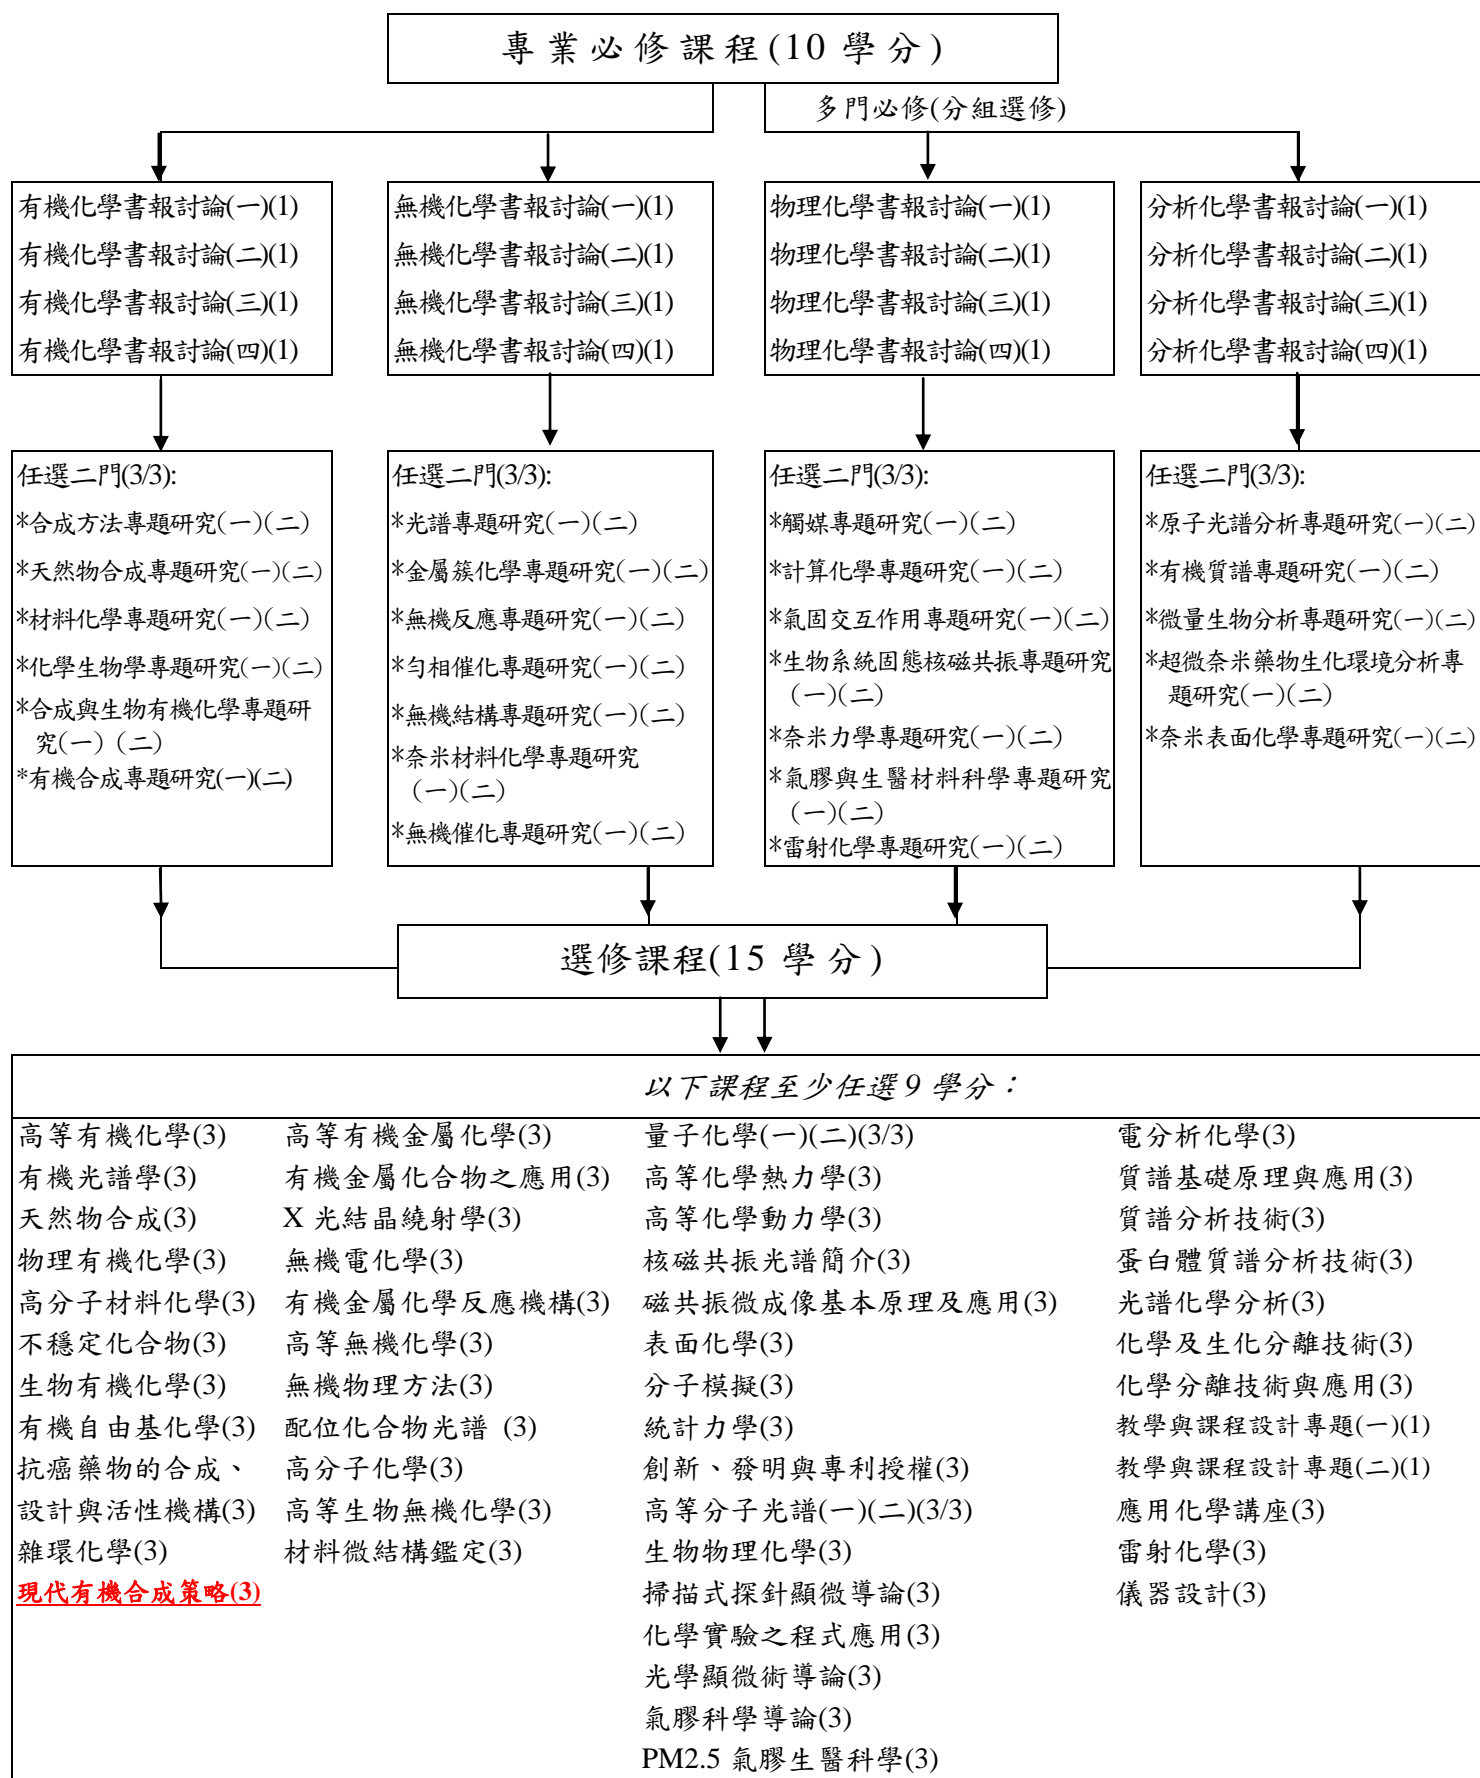 專業必修課程(10 學分)
多門必修(分組選修)
有機化學書報討論(一)(1)
有機化學書報討論(二)(1)
有機化學書報討論(三)(1)
有機化學書報討論(四)(1)
無機化學書報討論(一)(1)
無機化學書報討論(二)(1)
無機化學書報討論(三)(1)
無機化學書報討論(四)(1)
物理化學書報討論(一)(1)
物理化學書報討論(二)(1)
物理化學書報討論(三)(1)
物理化學書報討論(四)(1)
分析化學書報討論(一)(1)
分析化學書報討論(二)(1)
分析化學書報討論(三)(1)
分析化學書報討論(四)(1)
任選二門(3/3):
*合成方法專題研究(一)(二)
*天然物合成專題研究(一)(二)
*材料化學專題研究(一)(二)
*化學生物學專題研究(一)(二)
*合成與生物有機化學專題研
究(一) (二)
*有機合成專題研究(一)(二)
任選二門(3/3):
*光譜專題研究(一)(二)
*金屬簇化學專題研究(一)(二)
*無機反應專題研究(一)(二)
*勻相催化專題研究(一)(二)
*無機結構專題研究(一)(二)
*奈米材料化學專題研究
(一)(二)
*無機催化專題研究(一)(二)
任選二門(3/3):
*觸媒專題研究(一)(二)
*計算化學專題研究(一)(二)
*氣固交互作用專題研究(一)(二)
*生物系統固態核磁共振專題研究
(一)(二)
*奈米力學專題研究(一)(二)
*氣膠與生醫材料科學專題研究
(一)(二)
*雷射化學專題研究(一)(二)
任選二門(3/3):
*原子光譜分析專題研究(一)(二)
*有機質譜專題研究(一)(二)
*微量生物分析專題研究(一)(二)
*超微奈米藥物生化環境分析專
題研究(一)(二)
*奈米表面化學專題研究(一)(二)
選修課程(15 學分)
以下課程至少任選 9 學分：
高等有機化學(3)
有機光譜學(3)
天然物合成(3)
物理有機化學(3)
高分子材料化學(3)
不穩定化合物(3)
生物有機化學(3)
有機自由基化學(3)
抗癌藥物的合成、
設計與活性機構(3)
雜環化學(3)
現代有機合成策略(3)
高等有機金屬化學(3)
有機金屬化合物之應用(3)
X 光結晶繞射學(3)
無機電化學(3)
有機金屬化學反應機構(3)
高等無機化學(3)
無機物理方法(3)
配位化合物光譜 (3)
高分子化學(3)
高等生物無機化學(3)
材料微結構鑑定(3)
量子化學(一)(二)(3/3)
高等化學熱力學(3)
高等化學動力學(3)
核磁共振光譜簡介(3)
磁共振微成像基本原理及應用(3)
表面化學(3)
分子模擬(3)
統計力學(3)
創新、發明與專利授權(3)
高等分子光譜(一)(二)(3/3)
生物物理化學(3)
掃描式探針顯微導論(3)
化學實驗之程式應用(3)
光學顯微術導論(3)
氣膠科學導論(3)
PM2.5 氣膠生醫科學(3)
電分析化學(3)
質譜基礎原理與應用(3)
質譜分析技術(3)
蛋白體質譜分析技術(3)
光譜化學分析(3)
化學及生化分離技術(3)
化學分離技術與應用(3)
教學與課程設計專題(一)(1)
教學與課程設計專題(二)(1)
應用化學講座(3)
雷射化學(3)
儀器設計(3)